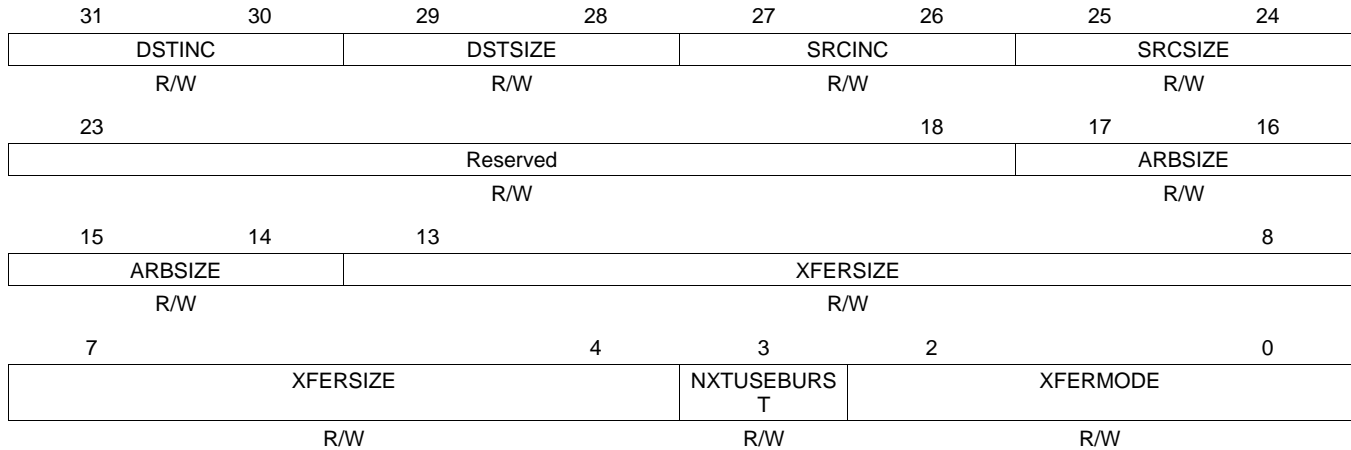 31 30 29 28 27 26 25 24
DSTINC DSTSIZE SRCINC SRCSIZE
R/W R/W R/W R/W
23 18 17 16
Reserved ARBSIZE
R/W R/W
15 14 13 8
ARBSIZE XFERSIZE
R/W R/W
7 4 3 2 0
XFERSIZE NXTUSEBURS XFERMODE
T
R/W R/W R/W